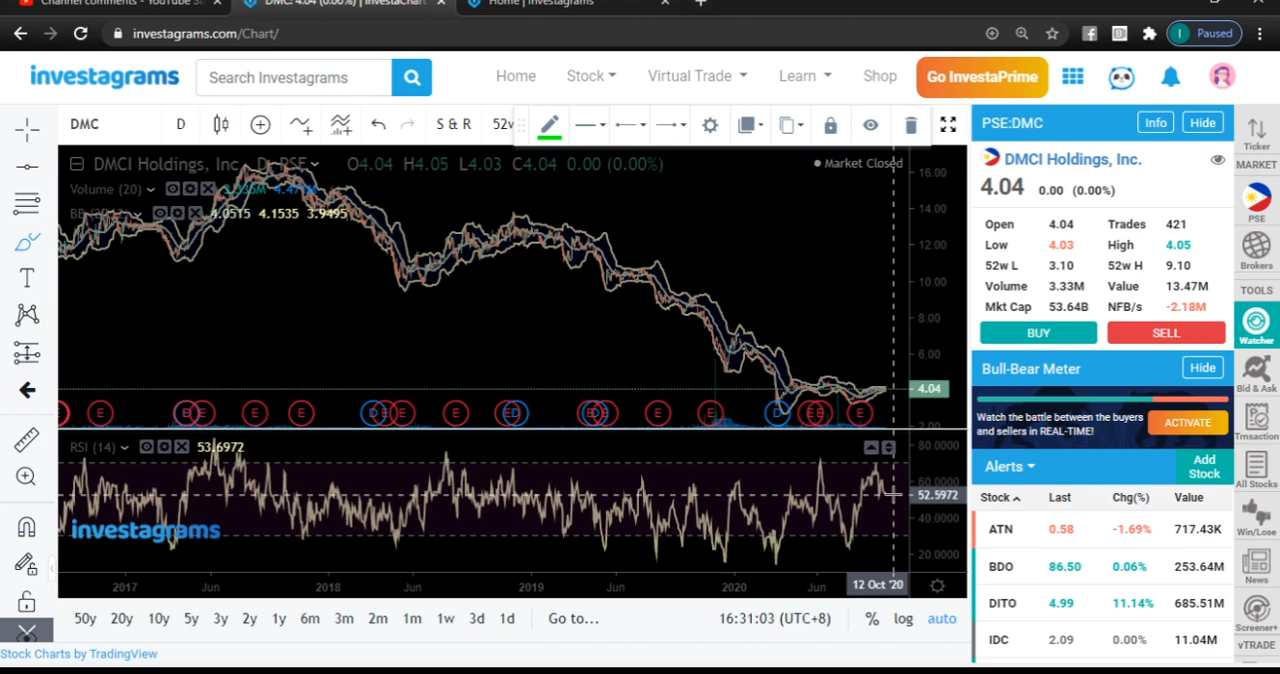 Channel comments - YouTube
DMC: 4.04 (0.00%) | InvestaChart
Home | Investagrams
investagrams.com/Chart/
Paused
investagrams
Search Investagrams
Home
Stock
Virtual Trade
Learn
Shop
Go InvestaPrime
DMC
D
S & R
52w
DMCI Holdings, Inc.
D
PSE
O4.04 H4.05 L4.03 C4.04 0.00 (0.00%)
Market Closed
Volume (20)
4.0515 4.1535 3.9495
16.00
14.00
12.00
10.00
8.00
6.00
4.04
2.00
RSI (14)
53.6972
80.0000
60.0000
52.5972
40.0000
20.0000
investagrams
2017 Jun 2018 Jun 2019 Jun 2020 Jun 12 Oct '20
50y 20y 10y 5y 3y 2y 1y 6m 3m 2m 1m 1w 3d 1d Go to...
16:31:03 (UTC+8) % log auto
Stock Charts by TradingView
PSE:DMC Info Hide
DMCI Holdings, Inc.
4.04 0.00 (0.00%)
Open 4.04 Trades 421
Low 4.03 High 4.05
52w L 3.10 52w H 9.10
Volume 3.33M Value 13.47M
Mkt Cap 53.64B NFB/s -2.18M
BUY SELL
Bull-Bear Meter Hide
Watch the battle between the buyers
and sellers in REAL-TIME!
ACTIVATE
Alerts
Add
Stock
Stock Last Chg(%) Value
ATN 0.58 -1.69% 717.43K
BDO 86.50 0.06% 253.64M
DITO 4.99 11.14% 685.51M
IDC 2.09 0.00% 11.04M
Ticker
MARKET
PSE
Brokers
TOOLS
Watcher
Bid & Ask
Trnsaction
All Stocks
Win/Lose
News
Screener+
vTRADE